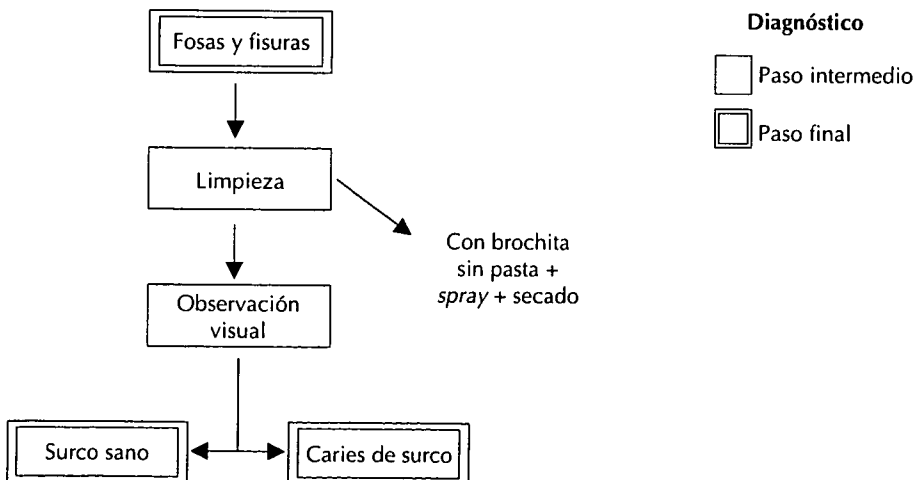 Fosas y fisuras
Diagnóstico
Paso intermedio
Paso final
Limpieza
Con brochita
sin pasta +
spray + secado
Observación
visual
Surco sano
Caries de surco